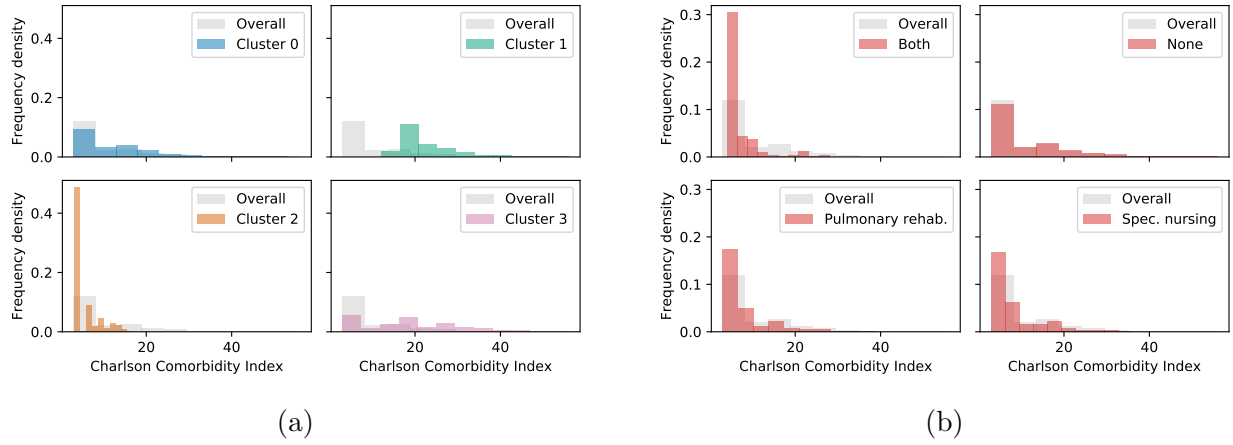 Frequency density
0.4
0.2
0.0
Overall
Cluster 0
Overall
Cluster 1
Frequency density
0.4
0.2
0.0
Overall
Cluster 2
Overall
Cluster 3
20
40
Charlson Comorbidity Index
20
40
Charlson Comorbidity Index
(a)
Frequency density
0.3
0.2
0.1
0.0
Overall
Both
Overall
None
Frequency density
0.3
0.2
0.1
0.0
Overall
Pulmonary rehab.
Overall
Spec. nursing
20
40
Charlson Comorbidity Index
20
40
Charlson Comorbidity Index
(b)